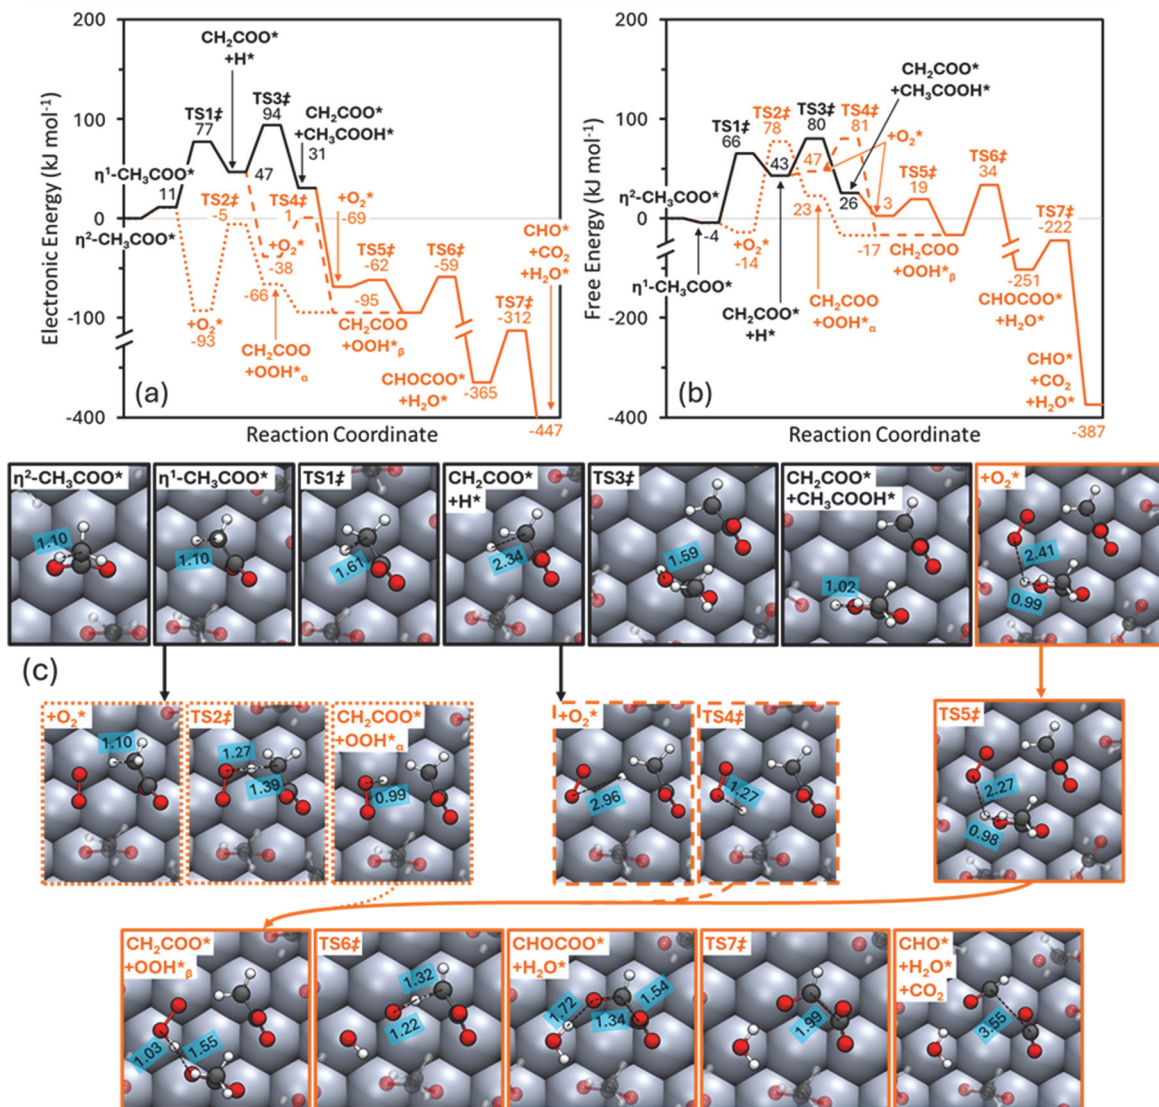 200
100
0
-100
-400
Electronic Energy (kJ mol⁻¹)
Reaction Coordinate
(a)
CH₂COO*
+H*
TS1‡
77
TS3‡
94
CH₂COO*
+CH₃COOH*
31
η¹-CH₃COO*
11
47
η²-CH₃COO*
TS2‡
-5
TS4‡
1
+O₂*
-69
+O₂*
-38
-66
TS5‡
-62
TS6‡
-59
-95
CHO*
+CO₂
+H₂O*
TS7‡
-312
+O₂*
-93
CH₂COO
+OOH*α
CH₂COO
+OOH*β
CHOCOO*
+H₂O*
-365
-447
200
100
0
-200
-400
Free Energy (kJ mol⁻¹)
Reaction Coordinate
(b)
CH₂COO*
+CH₃COOH*
TS1‡
66
TS2‡
78
TS3‡
80
TS4‡
81
+O₂*
43
47
TS5‡
19
TS6‡
34
η²-CH₃COO*
-4
+O₂*
-14
23
26
3
-17
CH₂COO
+OOH*β
TS7‡
-222
η¹-CH₃COO*
CH₂COO*
+H*
CH₂COO
+OOH*α
-251
CHOCOO*
+H₂O*
CHO*
+CO₂
+H₂O*
-387
η²-CH₃COO*
1.10
η¹-CH₃COO*
1.10
TS1‡
1.61
CH₂COO*
+H*
2.34
TS3‡
1.59
CH₂COO*
+CH₃COOH*
1.02
+O₂*
2.41
0.99
(c)
+O₂*
1.10
TS2‡
1.27
1.39
CH₂COO*
+OOH*α
0.99
+O₂*
2.96
TS4‡
1.27
TS5‡
2.27
0.98
CH₂COO*
+OOH*β
1.03
1.55
TS6‡
1.32
1.22
CHOCOO*
+H₂O*
1.72
1.54
1.34
TS7‡
1.99
CHO*
+H₂O*
+CO₂
3.55